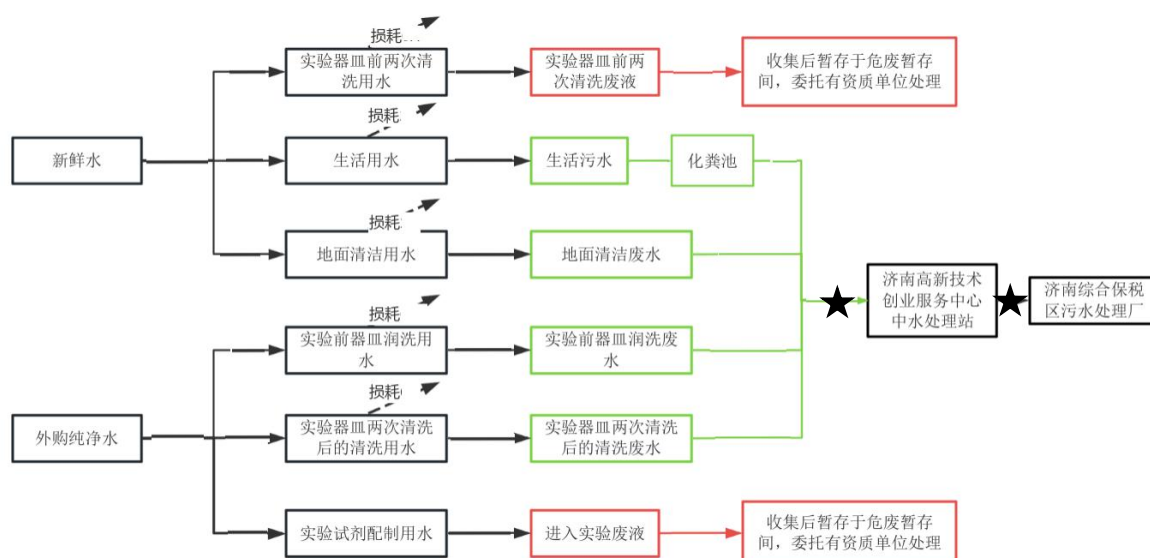 损耗...
实验器皿前两次清
洗用水
实验器皿前两
次清洗废液
收集后暂存于危废暂存
间，委托有资质单位处理
损耗
新鲜水
生活用水
生活污水
化粪池
损耗
地面清洁用水
地面清洁废水
济南高新技术
创业服务中心
中水处理站
济南综合保税
区污水处理厂
损耗
实验前器皿润洗用
水
实验前器皿润洗废
水
损耗
外购纯净水
实验器皿两次清洗
后的清洗用水
实验器皿两次清洗
后的清洗废水
实验试剂配制用水
进入实验废液
收集后暂存于危废暂存
间，委托有资质单位处理